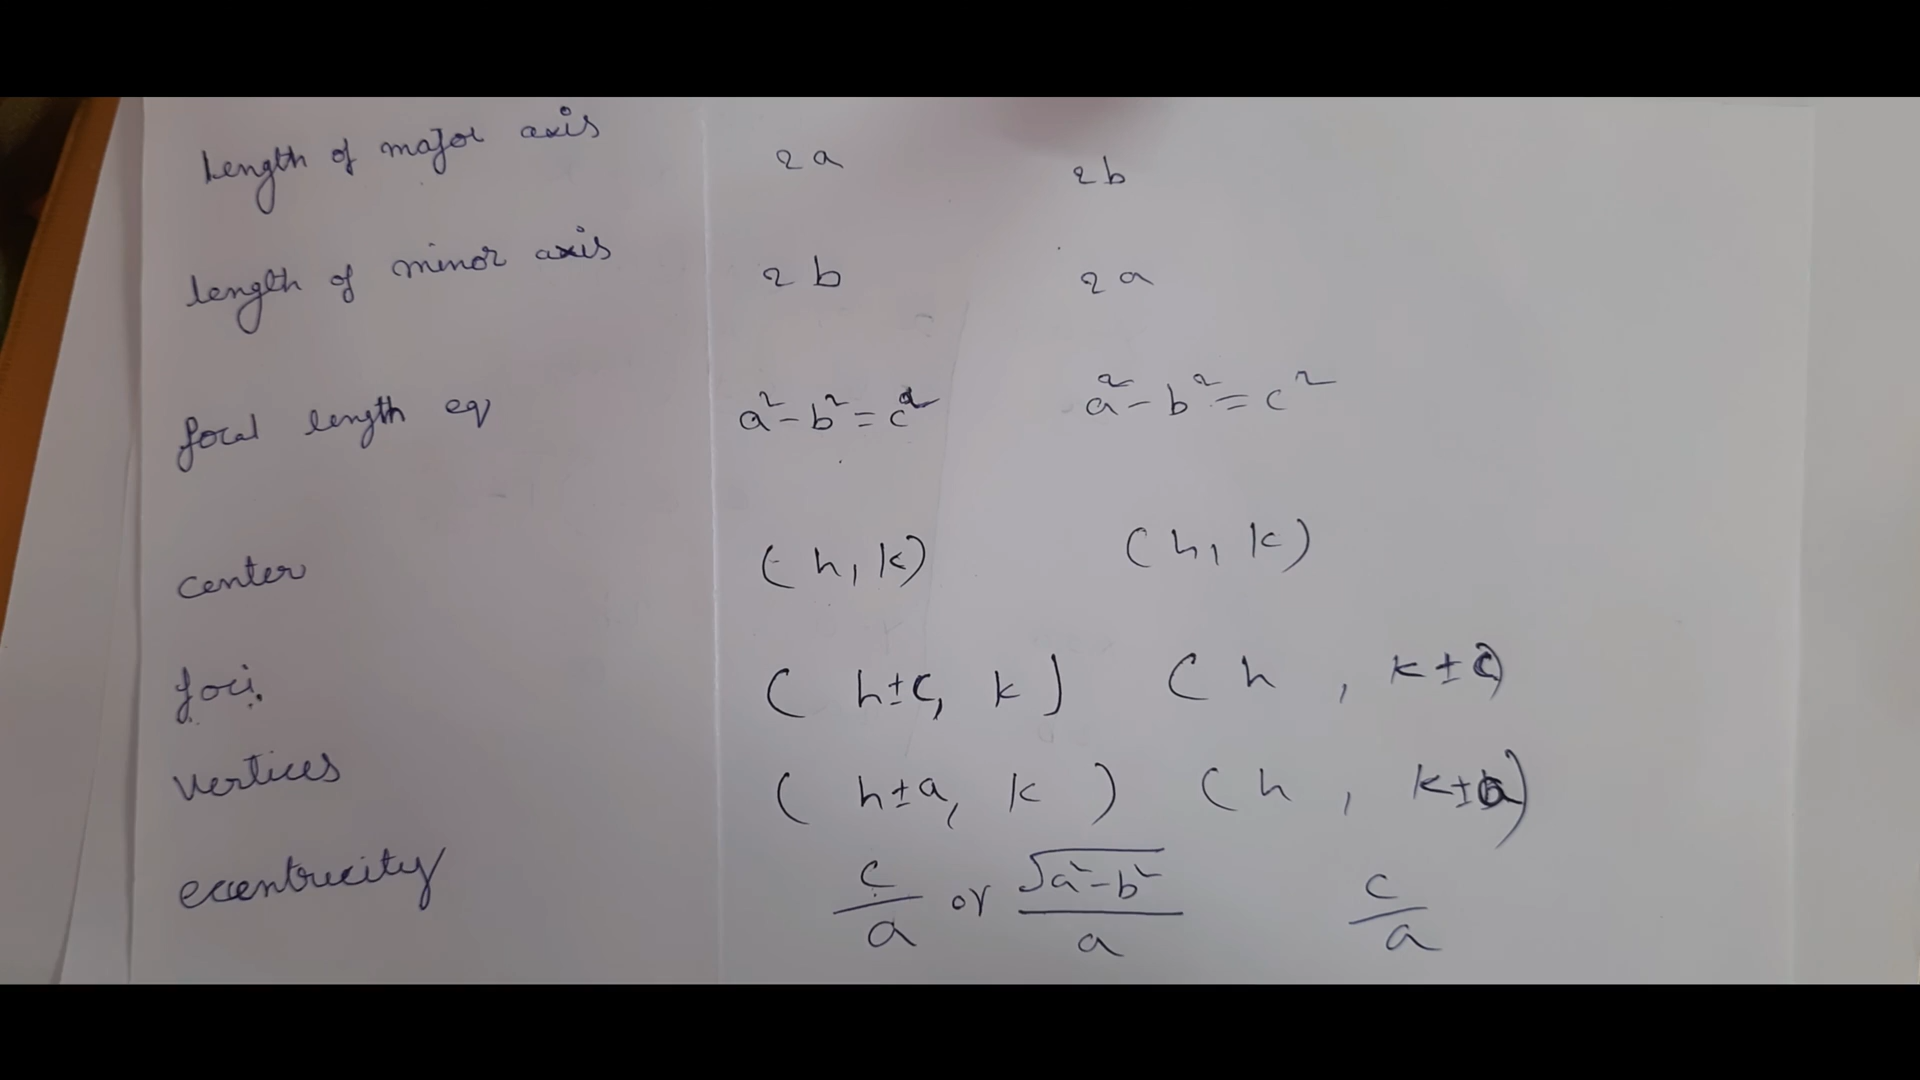 Length of major axis 2a 2b
length of minor axis 2b 2a
focal length eq a² - b² = c² a² - b² = c²
center (h, k) (h, k)
foci. (h±c, k) (h, k±c)
vertices (h±a, k) (h, k± )
eccentricity c/a or √a²-b²/a c/a